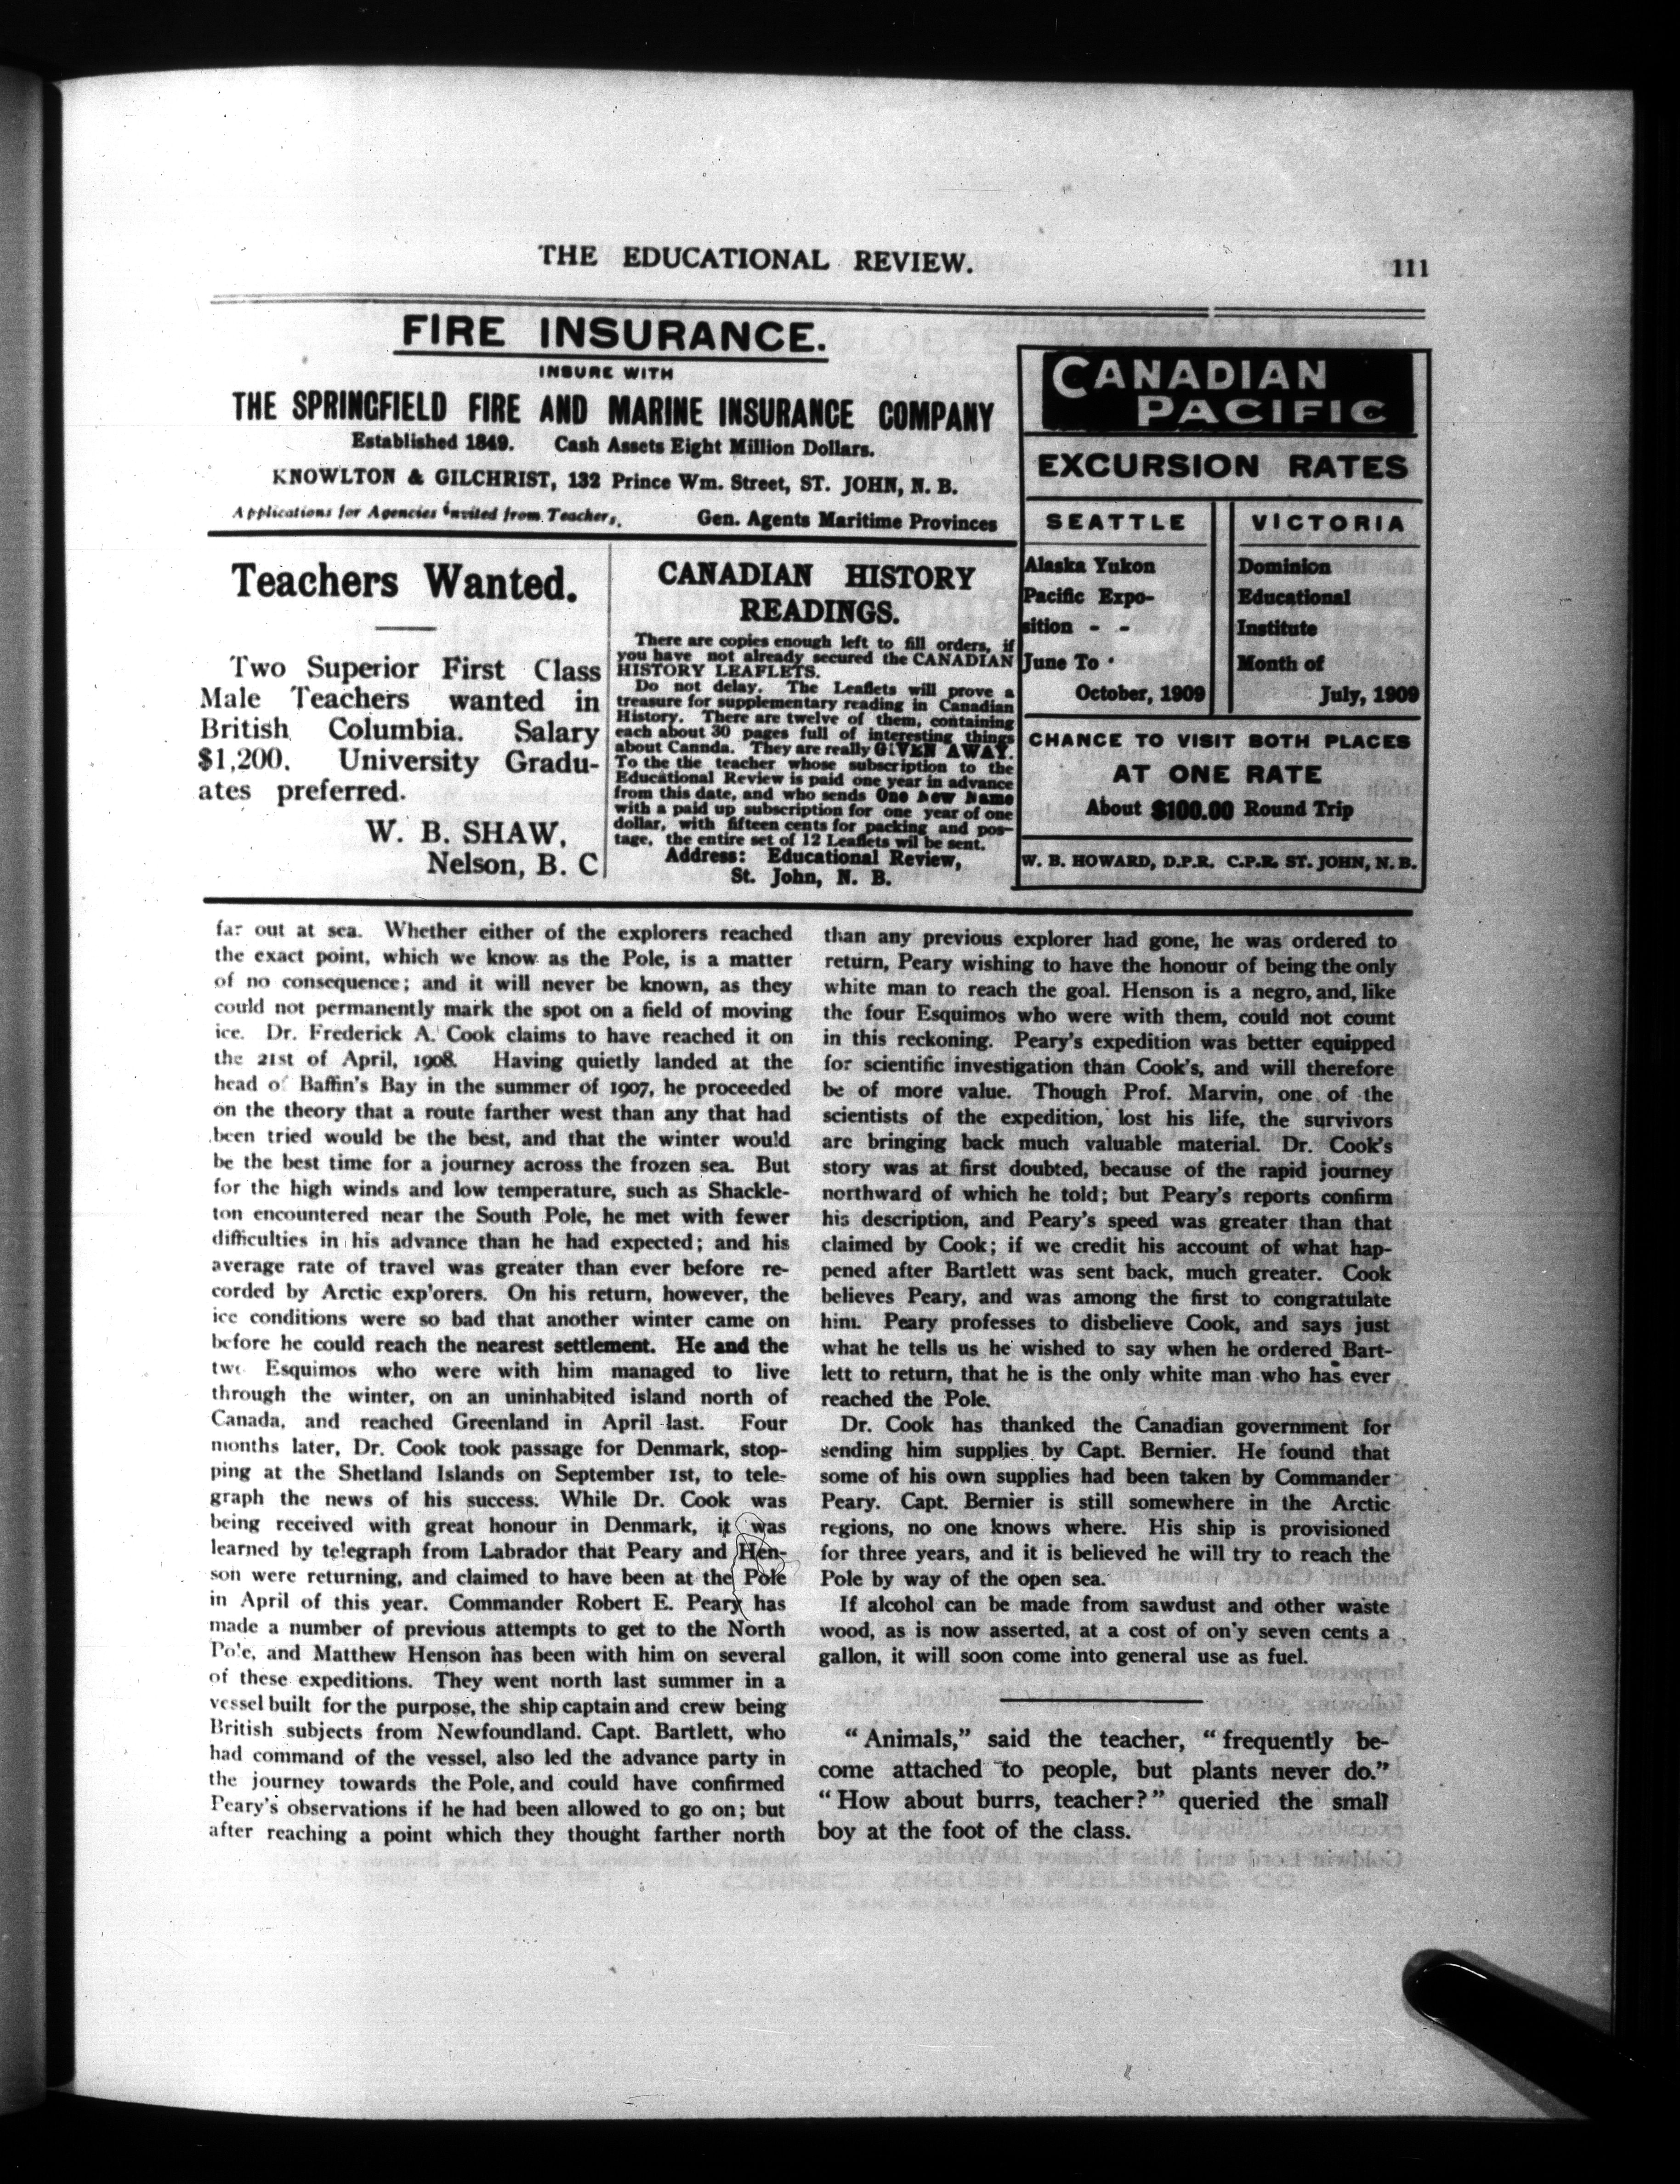 THE EDUCATIONAL REVIEW.
111
FIRE INSURANCE.
INSURE WITH
THE SPRINGFIELD FIRE AND MARINE INSURANCE COMPANY
Established 1849. Cash Assets Eight Million Dollars.
KNOWLTON & GILCHRIST, 132 Prince Wm. Street, ST. JOHN, N. B.
Applications for Agencies invited from Teachers.
Gen. Agents Maritime Provinces
Teachers Wanted.
Two Superior First Class
Male Teachers wanted in
British Columbia. Salary
$1,200. University Gradu-
ates preferred.
W. B. SHAW,
Nelson, B. C
CANADIAN HISTORY
READINGS.
There are copies enough left to fill orders, if
you have not already secured the CANADIAN
HISTORY LEAFLETS.
Do not delay. The Leaflets will prove a
treasure for supplementary reading in Canadian
History. There are twelve of them, containing
each about 30 pages full of interesting things
about Cannda. They are really GIVEN AWAY.
To the the teacher whose subscription to the
Educational Review is paid one year in advance
from this date, and who sends One New Name
with a paid up subscription for one year of one
dollar, with fifteen cents for packing and pos-
tage, the entire set of 12 Leaflets wil be sent.
Address: Educational Review,
St. John, N. B.
CANADIAN
PACIFIC
EXCURSION RATES
SEATTLE
Alaska Yukon
Pacific Expo-
sition - -
June To
October, 1909
VICTORIA
Dominion
Educational
Institute
Month of
July, 1909
CHANCE TO VISIT BOTH PLACES
AT ONE RATE
About $100.00 Round Trip
W. B. HOWARD, D.P.R. C.P.R. ST. JOHN, N. B.
far out at sea. Whether either of the explorers reached
the exact point, which we know as the Pole, is a matter
of no consequence; and it will never be known, as they
could not permanently mark the spot on a field of moving
ice. Dr. Frederick A. Cook claims to have reached it on
the 21st of April, 1908. Having quietly landed at the
head of Baffin's Bay in the summer of 1907, he proceeded
on the theory that a route farther west than any that had
been tried would be the best, and that the winter would
be the best time for a journey across the frozen sea. But
for the high winds and low temperature, such as Shackle-
ton encountered near the South Pole, he met with fewer
difficulties in his advance than he had expected; and his
average rate of travel was greater than ever before re-
corded by Arctic exp'orers. On his return, however, the
ice conditions were so bad that another winter came on
before he could reach the nearest settlement. He and the
two Esquimos who were with him managed to live
through the winter, on an uninhabited island north of
Canada, and reached Greenland in April last. Four
months later, Dr. Cook took passage for Denmark, stop-
ping at the Shetland Islands on September 1st, to tele-
graph the news of his success. While Dr. Cook was
being received with great honour in Denmark, it was
learned by telegraph from Labrador that Peary and Hen-
son were returning, and claimed to have been at the Pole
in April of this year. Commander Robert E. Peary has
made a number of previous attempts to get to the North
Pole, and Matthew Henson has been with him on several
of these expeditions. They went north last summer in a
vessel built for the purpose, the ship captain and crew being
British subjects from Newfoundland. Capt. Bartlett, who
had command of the vessel, also led the advance party in
the journey towards the Pole, and could have confirmed
Peary's observations if he had been allowed to go on; but
after reaching a point which they thought farther north
than any previous explorer had gone, he was ordered to
return, Peary wishing to have the honour of being the only
white man to reach the goal. Henson is a negro, and, like
the four Esquimos who were with them, could not count
in this reckoning. Peary's expedition was better equipped
for scientific investigation than Cook's, and will therefore
be of more value. Though Prof. Marvin, one of the
scientists of the expedition, lost his life, the survivors
are bringing back much valuable material. Dr. Cook's
story was at first doubted, because of the rapid journey
northward of which he told; but Peary's reports confirm
his description, and Peary's speed was greater than that
claimed by Cook; if we credit his account of what hap-
pened after Bartlett was sent back, much greater. Cook
believes Peary, and was among the first to congratulate
him. Peary professes to disbelieve Cook, and says just
what he tells us he wished to say when he ordered Bart-
lett to return, that he is the only white man who has ever
reached the Pole.
Dr. Cook has thanked the Canadian government for
sending him supplies by Capt. Bernier. He found that
some of his own supplies had been taken by Commander
Peary. Capt. Bernier is still somewhere in the Arctic
regions, no one knows where. His ship is provisioned
for three years, and it is believed he will try to reach the
Pole by way of the open sea.
If alcohol can be made from sawdust and other waste
wood, as is now asserted, at a cost of on'y seven cents a
gallon, it will soon come into general use as fuel.
"Animals," said the teacher, "frequently be-
come attached to people, but plants never do."
"How about burrs, teacher?" queried the small
boy at the foot of the class.